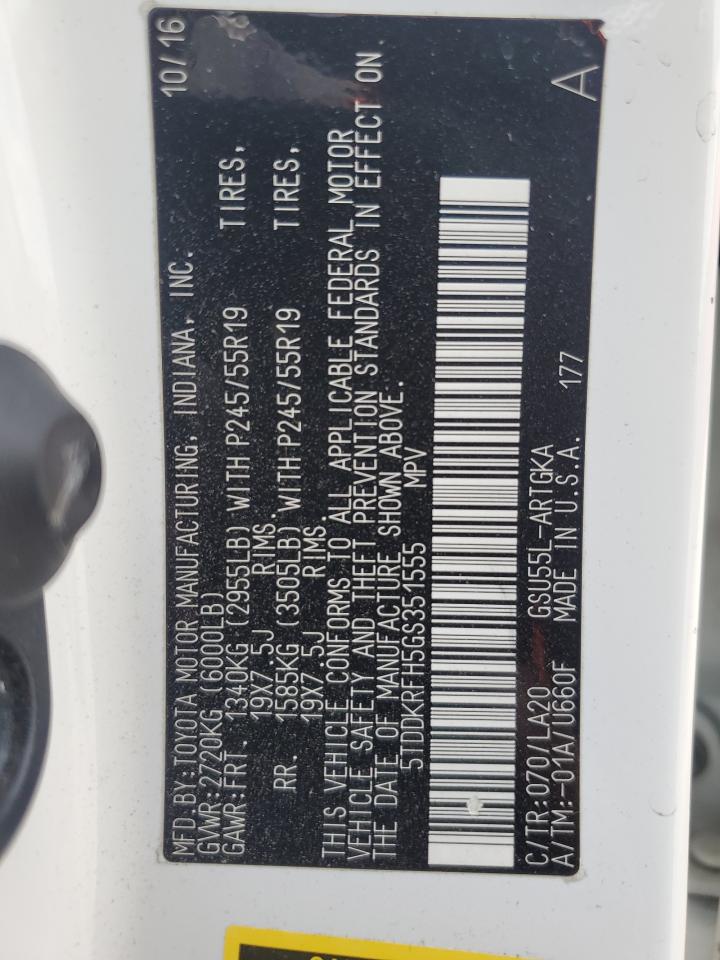 MFD.BY:TOYOTA MOTOR MANUFACTURING, INDIANA, INC. 10/16
GVWR:2720KG (6000LB)
GAWR:FRT. 1340KG (2955LB) WITH P245/55R19 TIRES,
19X7.5J RIMS.
RR. 1585KG (3505LB) WITH P245/55R19 TIRES,
19X7.5J RIMS.
THIS VEHICLE CONFORMS TO ALL APPLICABLE FEDERAL MOTOR
VEHICLE SAFETY AND THEFT PREVENTION STANDARDS IN EFFECT ON
THE DATE OF MANUFACTURE SHOWN ABOVE.
5TDDKRFH5GS351555 MPV
C/TR:070/LA20 GSU55L-ARTGKA A
A/TM:-01A/U660F MADE IN U.S.A. 177